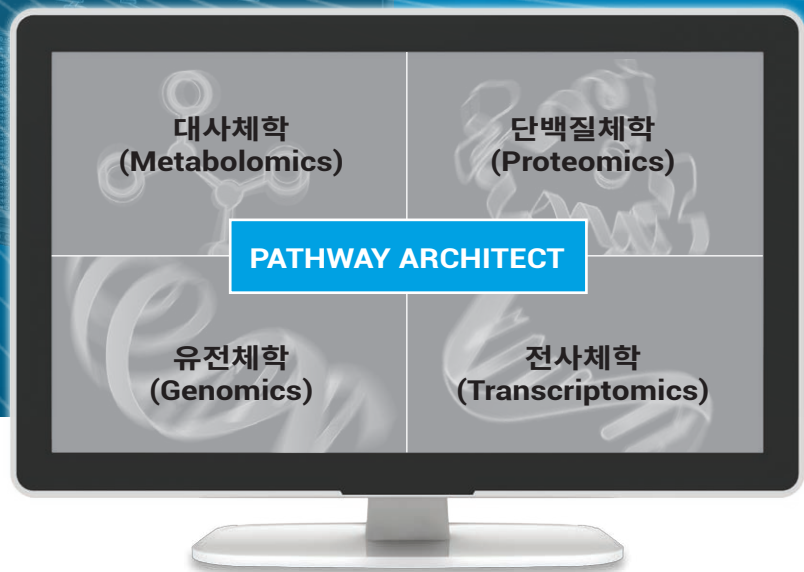 대사체학
(Metabolomics)
단백질체학
(Proteomics)
PATHWAY ARCHITECT
유전체학
(Genomics)
전사체학
(Transcriptomics)